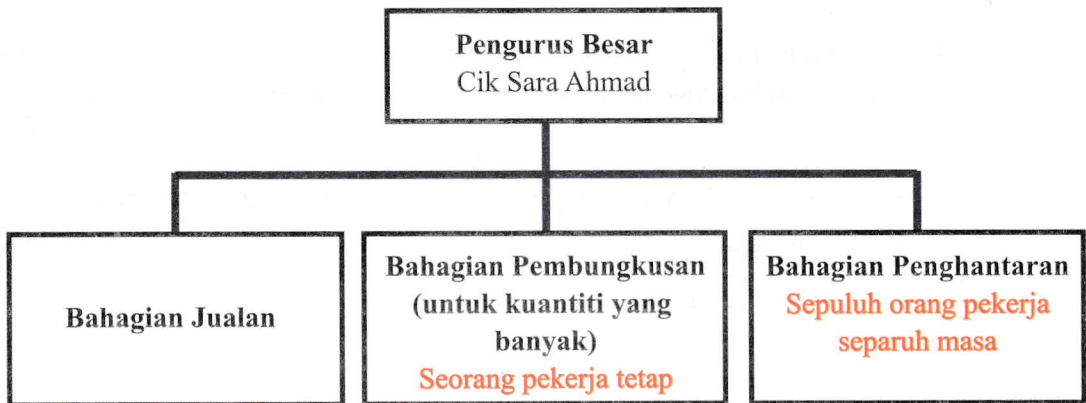 Pengurus Besar
Cik Sara Ahmad
Bahagian Jualan
Bahagian Pembungkusan
(untuk kuantiti yang
banyak)
Seorang pekerja tetap
Bahagian Penghantaran
Sepuluh orang pekerja
separuh masa